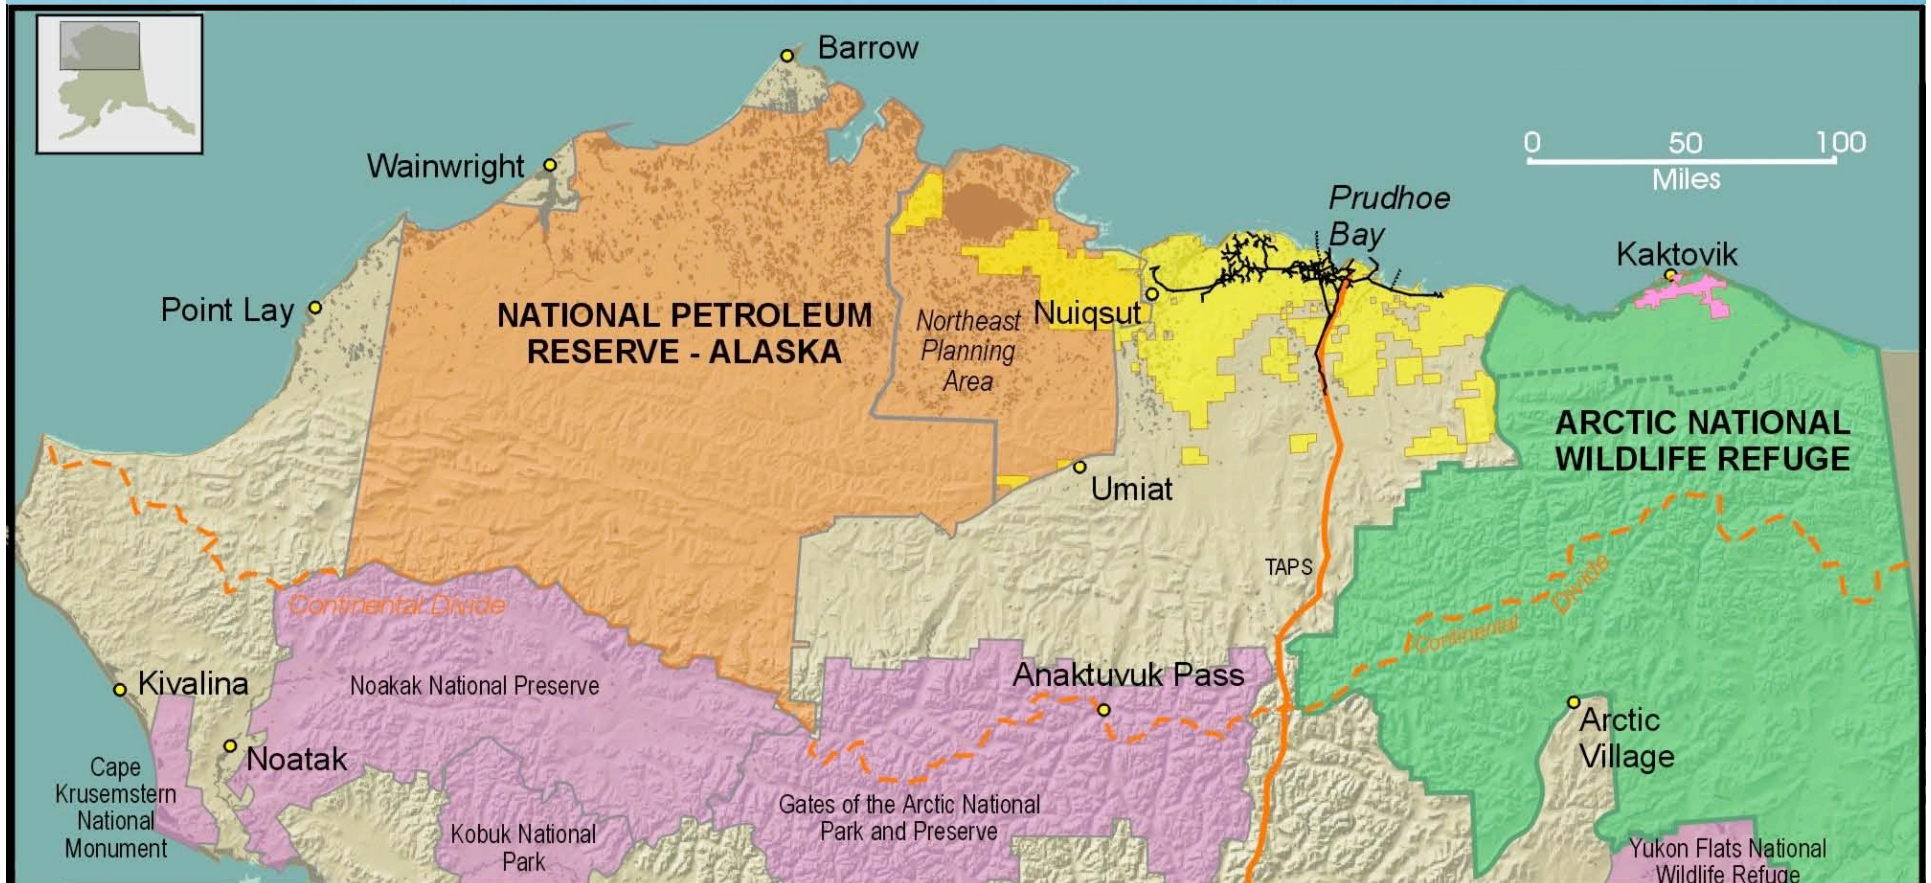 Barrow
Wainwright
0 50 100
Miles
Prudhoe
Bay
Kaktovik
Point Lay
NATIONAL PETROLEUM
RESERVE - ALASKA
Northeast
Planning
Area
Nuiqsut
ARCTIC NATIONAL
WILDLIFE REFUGE
Umiat
TAPS
Continental Divide
Continental
Divide
Kivalina
Noakak National Preserve
Anaktuvuk Pass
Arctic
Village
Noatak
Cape
Krusemstern
National
Monument
Gates of the Arctic National
Park and Preserve
Kobuk National
Park
Yukon Flats National
Wildlife Refuge